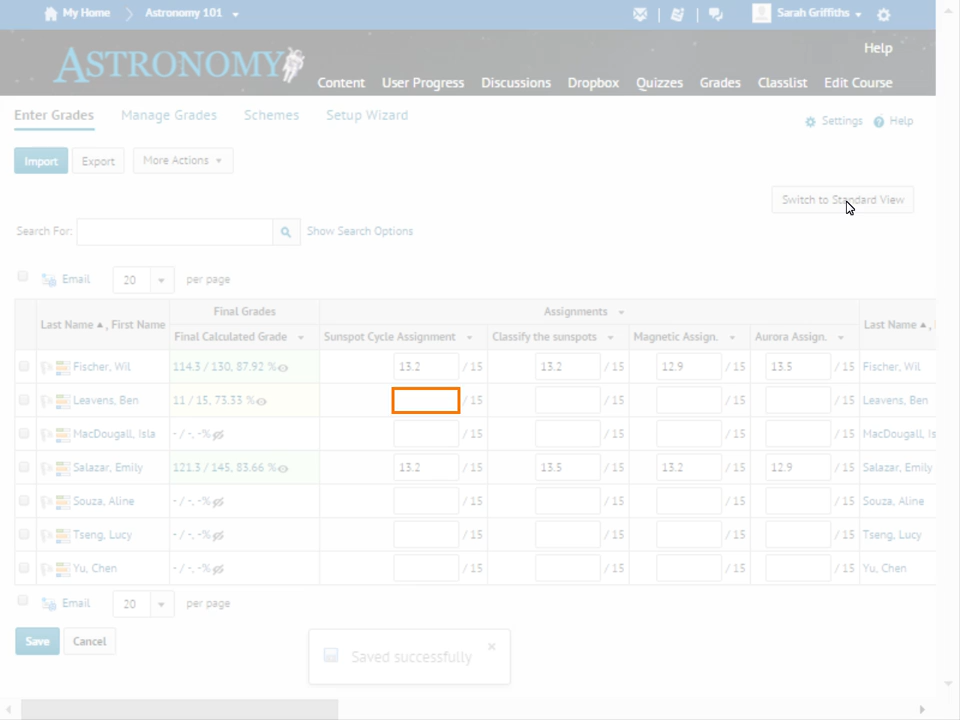 My Home Astronomy 101 Sarah Griffiths
ASTRONOMY
Help
Content User Progress Discussions Dropbox Quizzes Grades Classlist Edit Course
Enter Grades Manage Grades Schemes Setup Wizard
Settings Help
Import Export More Actions
Switch to Standard View
Search For: Show Search Options
Email 20 per page
Final Grades Assignments
Last Name , First Name Final Calculated Grade Sunspot Cycle Assignment Classify the sunspots Magnetic Assign. Aurora Assign. Last Name ,
Fischer, Wil 114.3 / 130, 87.92 % 13.2 / 15 13.2 / 15 12.9 / 15 13.5 / 15 Fischer, Wil
Leavens, Ben 11 / 15, 73.33 % / 15 / 15 / 15 / 15 Leavens, Ben
MacDougall, Isla - / -, -% / 15 / 15 / 15 / 15 MacDougall, Is
Salazar, Emily 121.3 / 145, 83.66 % 13.2 / 15 13.5 / 15 13.2 / 15 12.9 / 15 Salazar, Emily
Souza, Aline - / -, -% / 15 / 15 / 15 / 15 Souza, Aline
Tseng, Lucy - / -, -% / 15 / 15 / 15 / 15 Tseng, Lucy
Yu, Chen - / -, -% / 15 / 15 / 15 / 15 Yu, Chen
Email 20 per page
Save Cancel
Saved successfully